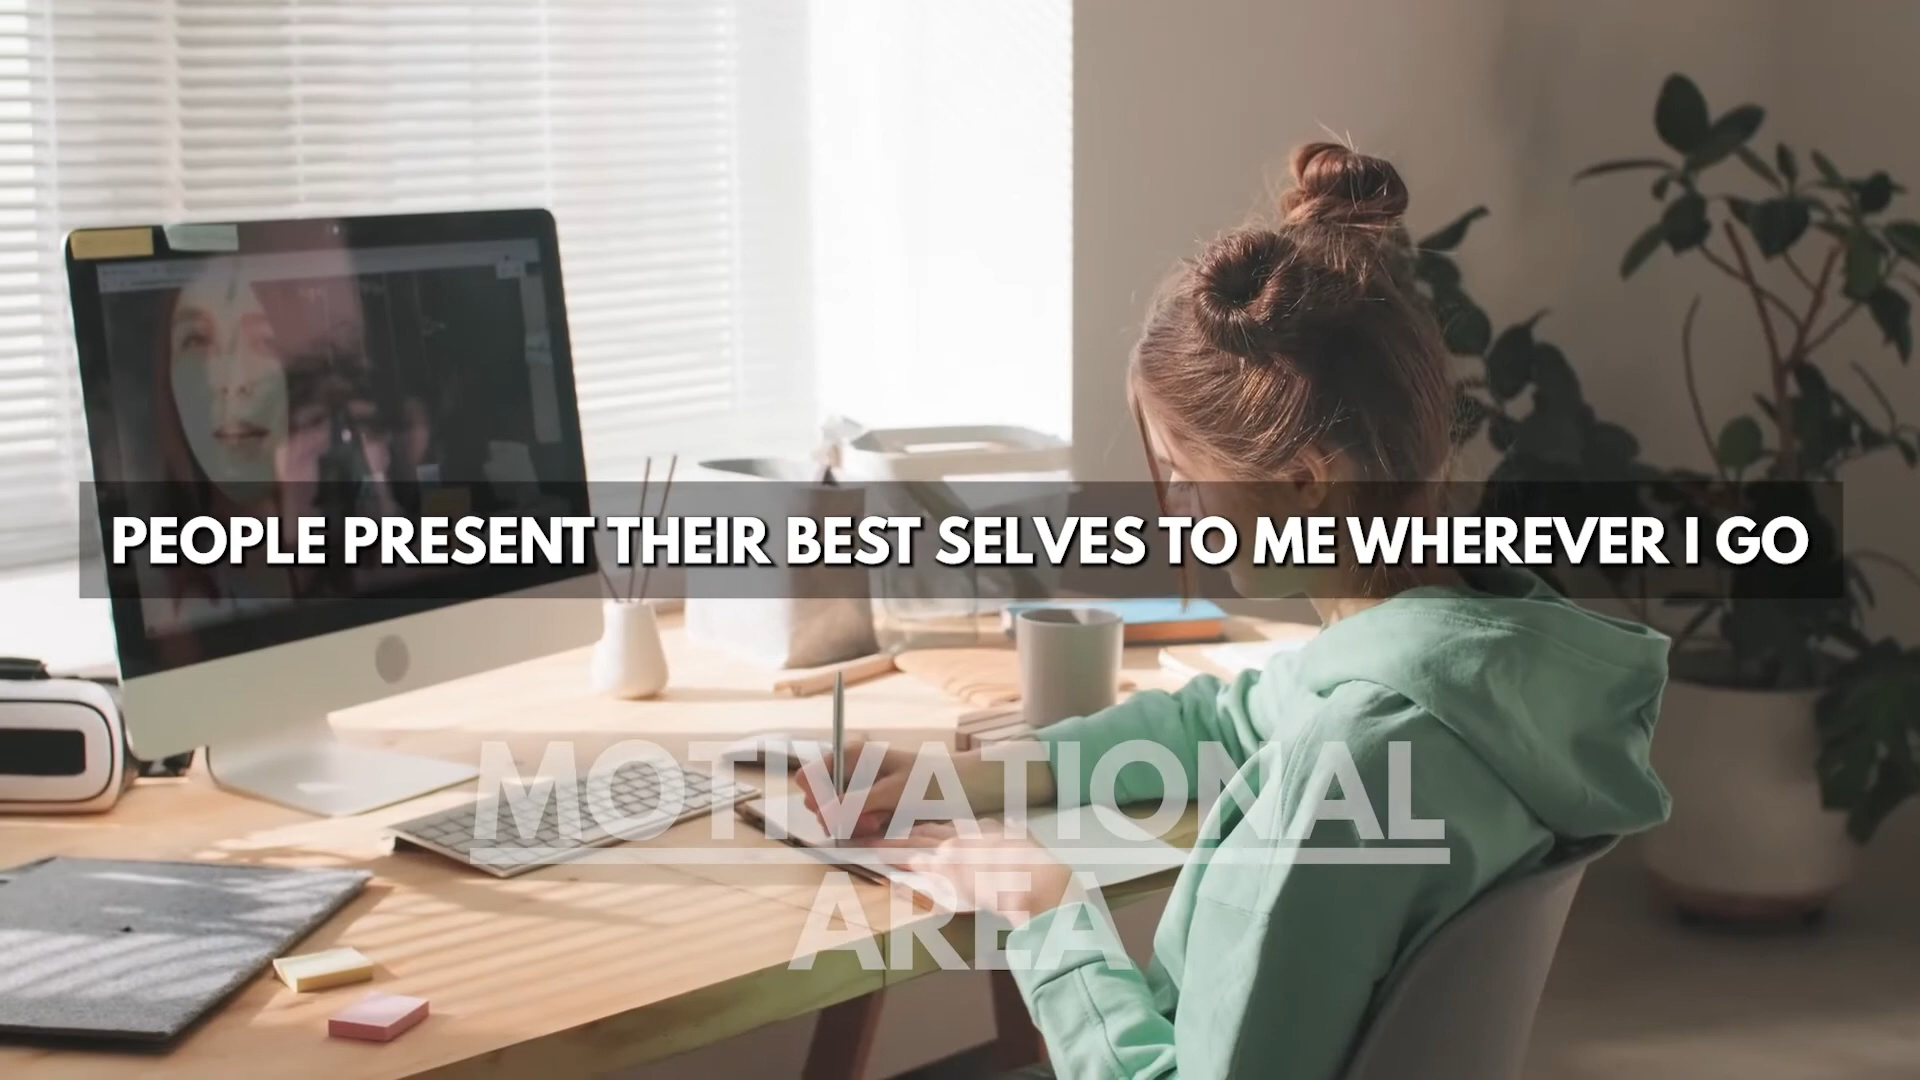 PEOPLE PRESENT THEIR BEST SELVES TO ME WHEREVER I GO
MOTIVATIONAL
AREA